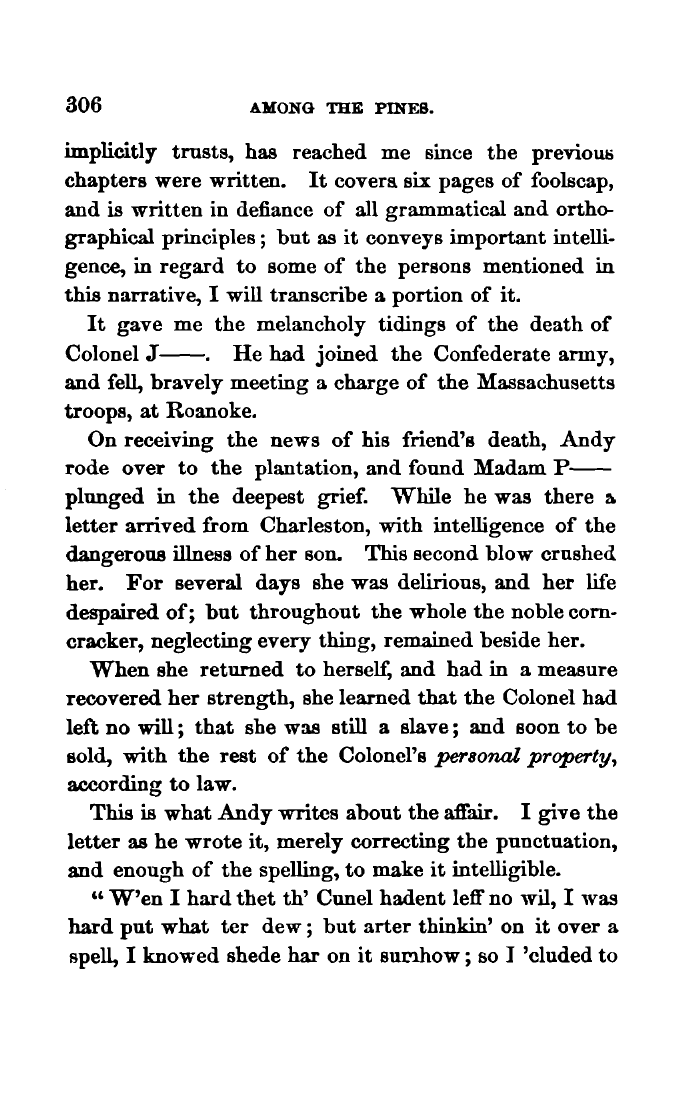 306 AMONG THE PINES.
implicitly trusts, has reached me since the previous
chapters were written. It covers six pages of foolscap,
and is written in defiance of all grammatical and ortho-
graphical principles; but as it conveys important intelli-
gence, in regard to some of the persons mentioned in
this narrative, I will transcribe a portion of it.
It gave me the melancholy tidings of the death of
Colonel J——. He had joined the Confederate army,
and fell, bravely meeting a charge of the Massachusetts
troops, at Roanoke.
On receiving the news of his friend's death, Andy
rode over to the plantation, and found Madam P——
plunged in the deepest grief. While he was there a
letter arrived from Charleston, with intelligence of the
dangerous illness of her son. This second blow crushed
her. For several days she was delirious, and her life
despaired of; but throughout the whole the noble corn-
cracker, neglecting every thing, remained beside her.
When she returned to herself, and had in a measure
recovered her strength, she learned that the Colonel had
left no will; that she was still a slave; and soon to be
sold, with the rest of the Colonel's personal property,
according to law.
This is what Andy writes about the affair. I give the
letter as he wrote it, merely correcting the punctuation,
and enough of the spelling, to make it intelligible.
"W'en I hard thet th' Cunel hadent leff no wil, I was
hard put what ter dew; but arter thinkin' on it over a
spell, I knowed shede har on it sumhow; so I 'cluded to